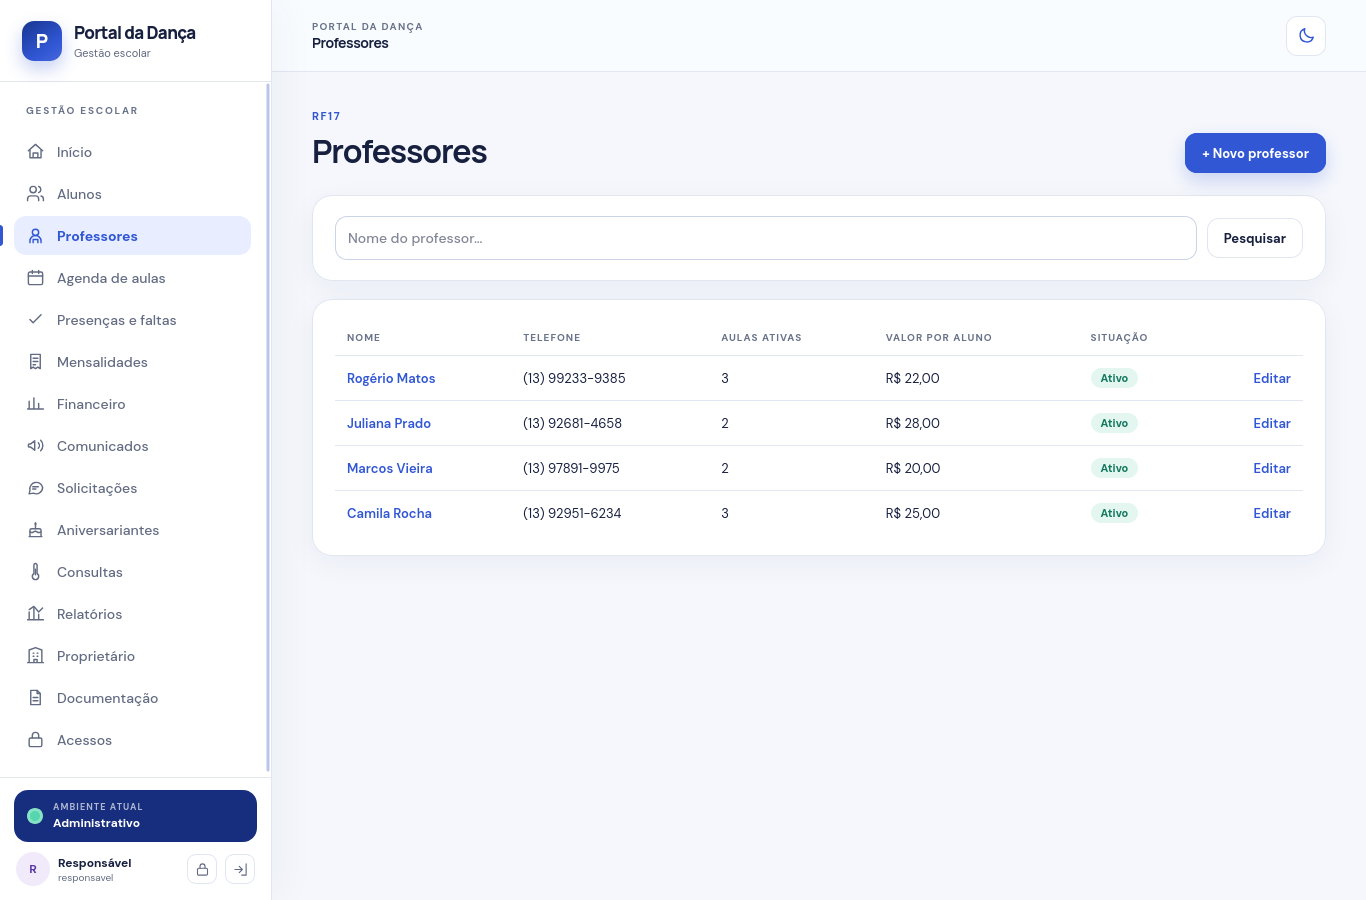 P
Portal da Dança
Gestão escolar
GESTÃO ESCOLAR
Início
Alunos
Professores
Agenda de aulas
Presenças e faltas
Mensalidades
Financeiro
Comunicados
Solicitações
Aniversariantes
Consultas
Relatórios
Proprietário
Documentação
Acessos
AMBIENTE ATUAL
Administrativo
R
Responsável
responsavel
PORTAL DA DANÇA
Professores
RF17
Professores
+ Novo professor
Nome do professor...
Pesquisar
NOME TELEFONE AULAS ATIVAS VALOR POR ALUNO SITUAÇÃO
Rogério Matos (13) 99233-9385 3 R$ 22,00 Ativo Editar
Juliana Prado (13) 92681-4658 2 R$ 28,00 Ativo Editar
Marcos Vieira (13) 97891-9975 2 R$ 20,00 Ativo Editar
Camila Rocha (13) 92951-6234 3 R$ 25,00 Ativo Editar